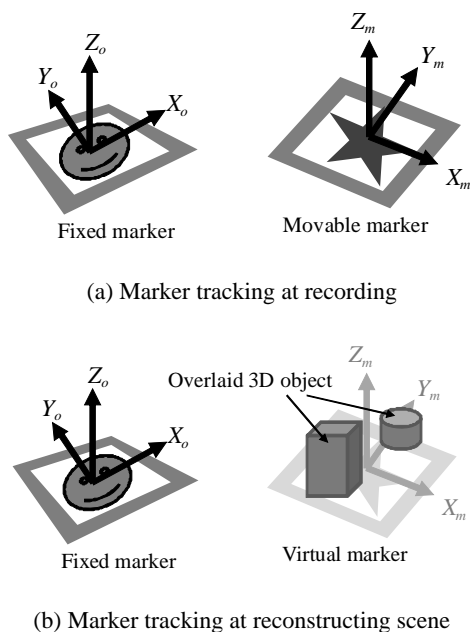 Z_o
Y_o
X_o
Fixed marker
Z_m
Y_m
X_m
Movable marker
(a) Marker tracking at recording
Z_o
Y_o
X_o
Fixed marker
Overlaid 3D object
Z_m
Y_m
X_m
Virtual marker
(b) Marker tracking at reconstructing scene